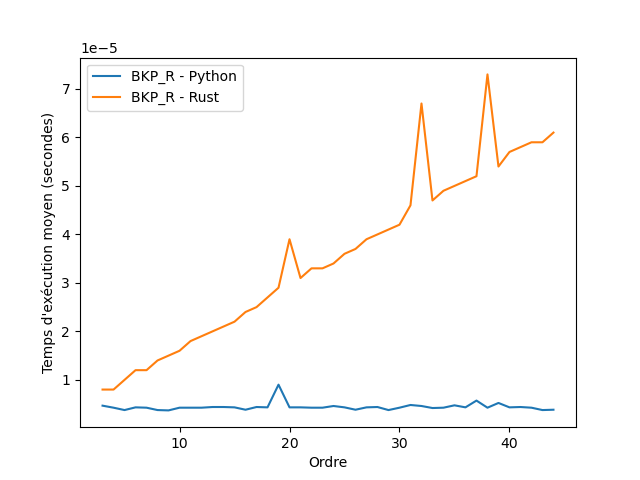 1e−5
BKP_R - Python
BKP_R - Rust
7
6
5
4
3
2
1
Temps d'exécution moyen (secondes)
10 20 30 40
Ordre